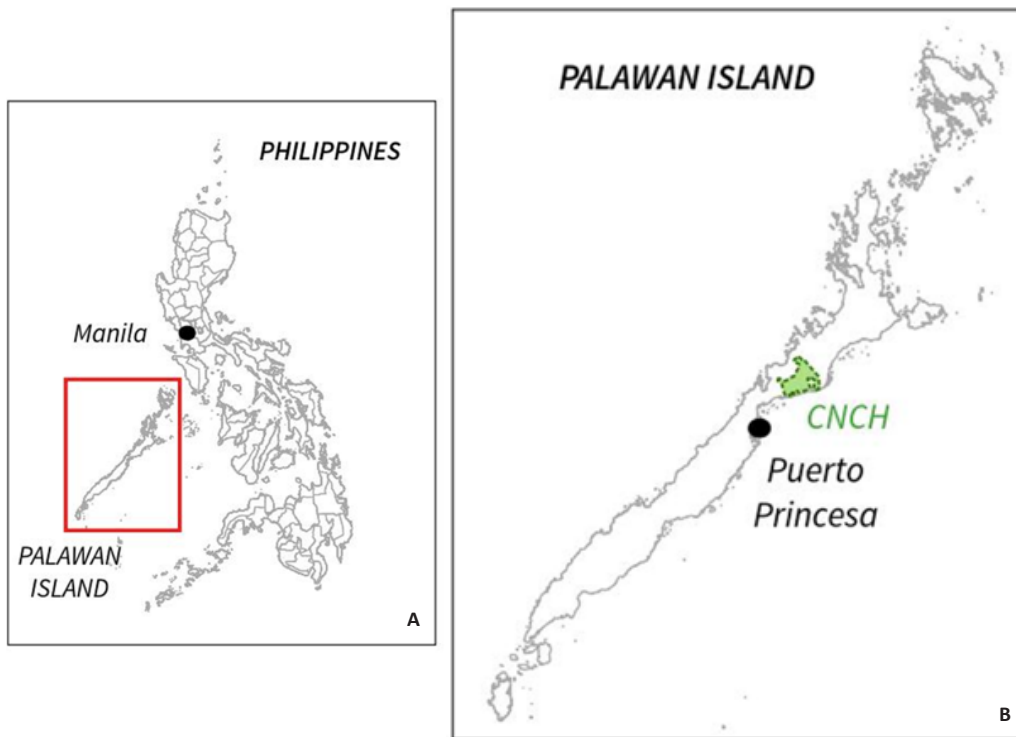 PHILIPPINES
Manila
PALAWAN
ISLAND
A
PALAWAN ISLAND
CNCH
Puerto
Princesa
B